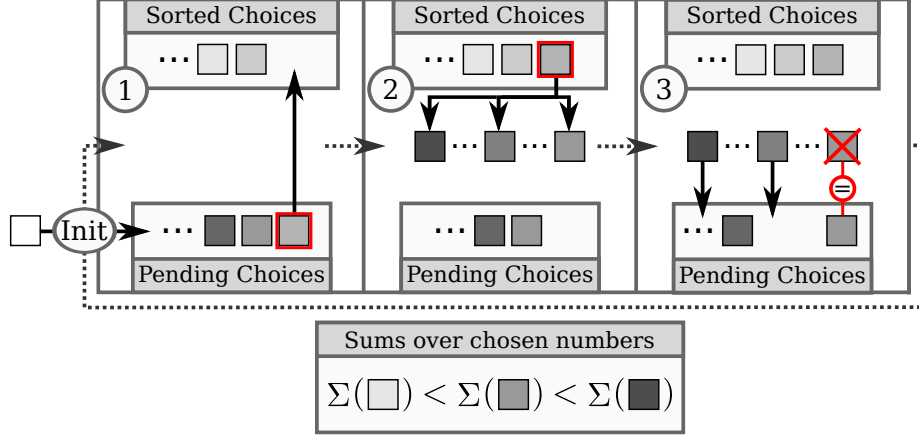 Sorted Choices
Sorted Choices
Sorted Choices
...
...
...
1
2
3
... ...
... ...
=
Init
...
...
...
Pending Choices
Pending Choices
Pending Choices
Sums over chosen numbers
Σ( ) < Σ( ) < Σ( )